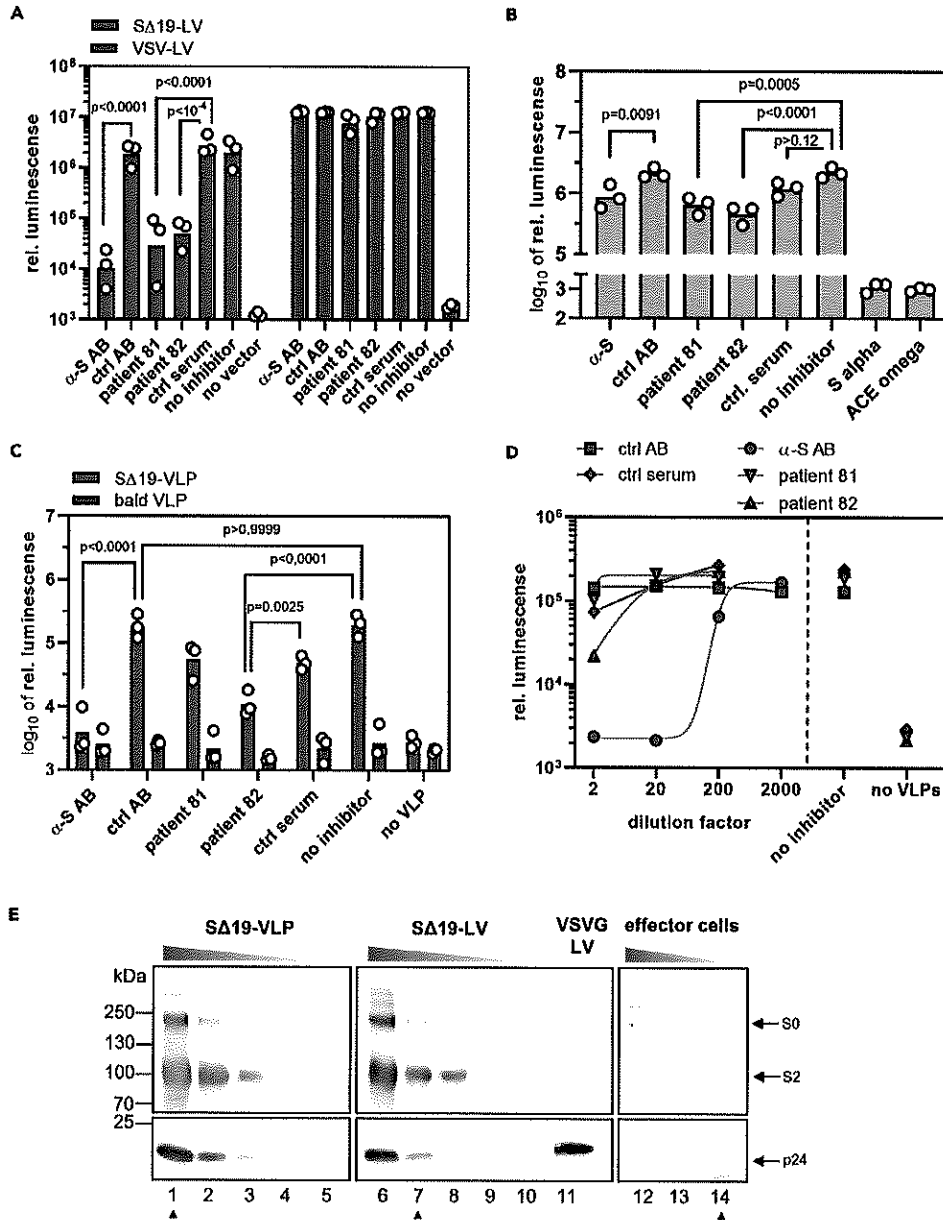 A
SΔ19-LV
VSV-LV
rel. luminescence
10⁸
10⁷
10⁶
10⁵
10⁴
10³
p<0.0001
p<0.0001
p<10⁻⁴
α-S AB
ctrl AB
patient 81
patient 82
ctrl serum
no inhibitor
no vector
α-S AB
ctrl AB
patient 81
patient 82
ctrl serum
no inhibitor
no vector
B
log₁₀ of rel. luminescence
8
7
6
5
3
2
p=0.0005
p=0.0091
p<0.0001
p>0.12
α-S
ctrl AB
patient 81
patient 82
ctrl. serum
no inhibitor
S alpha
ACE omega
C
SΔ19-VLP
bald VLP
log₁₀ of rel. luminescence
7
6
5
4
3
p>0.9999
p<0.0001
p<0,0001
p=0.0025
α-S AB
ctrl AB
patient 81
patient 82
ctrl serum
no inhibitor
no VLP
D
ctrl AB
α-S AB
ctrl serum
patient 81
patient 82
rel. luminescence
10⁶
10⁵
10⁴
10³
2
20
200
2000
no inhibitor
no VLPs
dilution factor
E
SΔ19-VLP
SΔ19-LV
VSVG LV
effector cells
kDa
250
130
100
70
25
S0
S2
p24
1 2 3 4 5 6 7 8 9 10 11 12 13 14